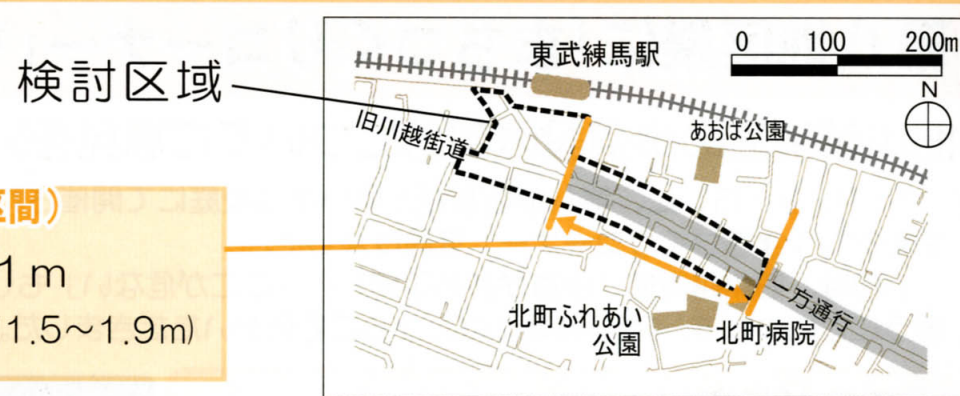 検討区域
区間）
1ｍ
1.5～1.9m）
東武練馬駅
0 100 200m
N
あおば公園
旧川越街道
一方通行
北町ふれあい
公園
北町病院